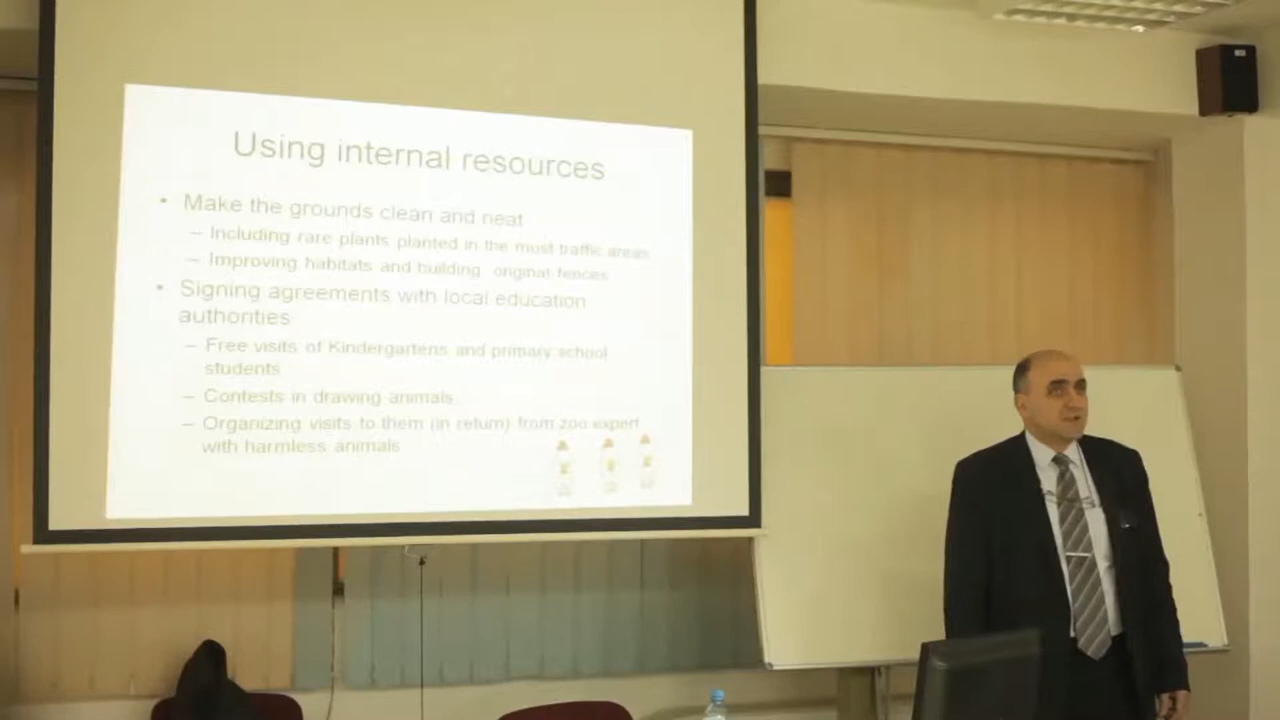 Using internal resources
• Make the grounds clean and neat
– Including rare plants planted in the most traffic areas
– Improving habitats and building original fences
• Signing agreements with local education
authorities
– Free visits of Kindergartens and primary school
students
– Contests in drawing animals
– Organizing visits to them (in return) from zoo expert
with harmless animals